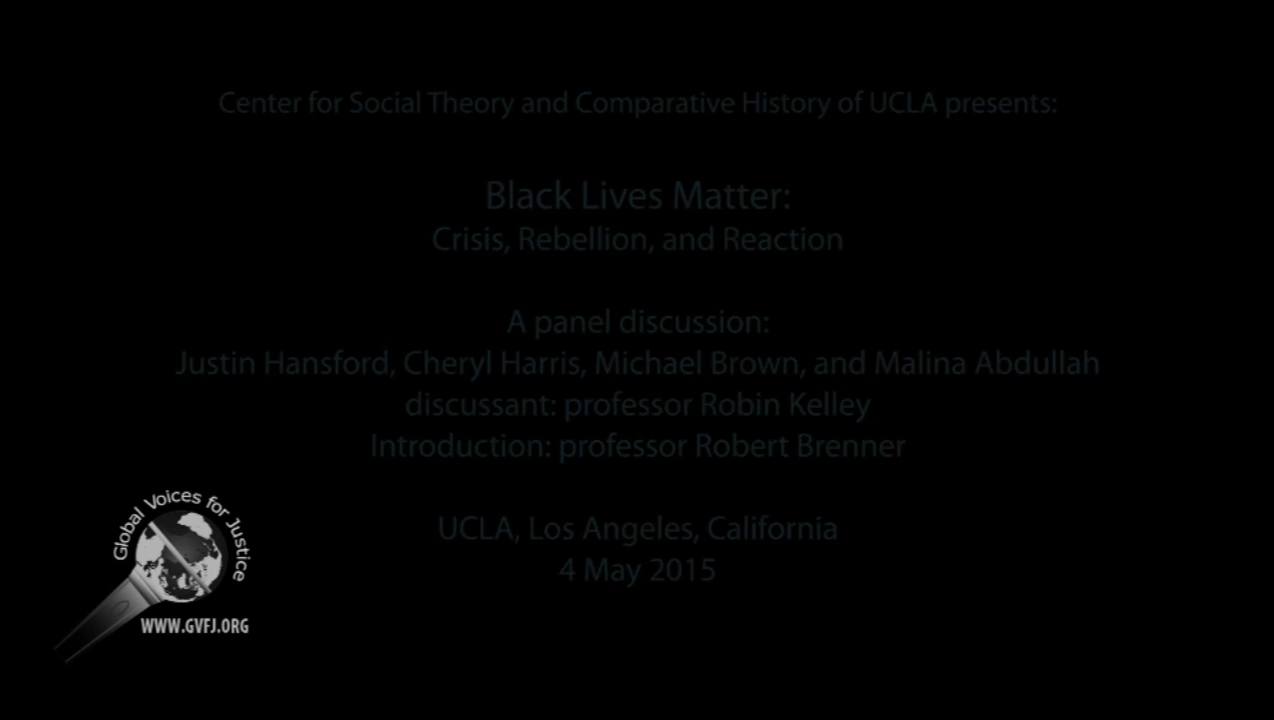 Center for Social Theory and Comparative History of UCLA presents:
Black Lives Matter:
Crisis, Rebellion, and Reaction
A panel discussion:
Justin Hansford, Cheryl Harris, Michael Brown, and Malina Abdullah
discussant: professor Robin Kelley
Introduction: professor Robert Brenner
UCLA, Los Angeles, California
4 May 2015
Global Voices for Justice
WWW.GVFJ.ORG